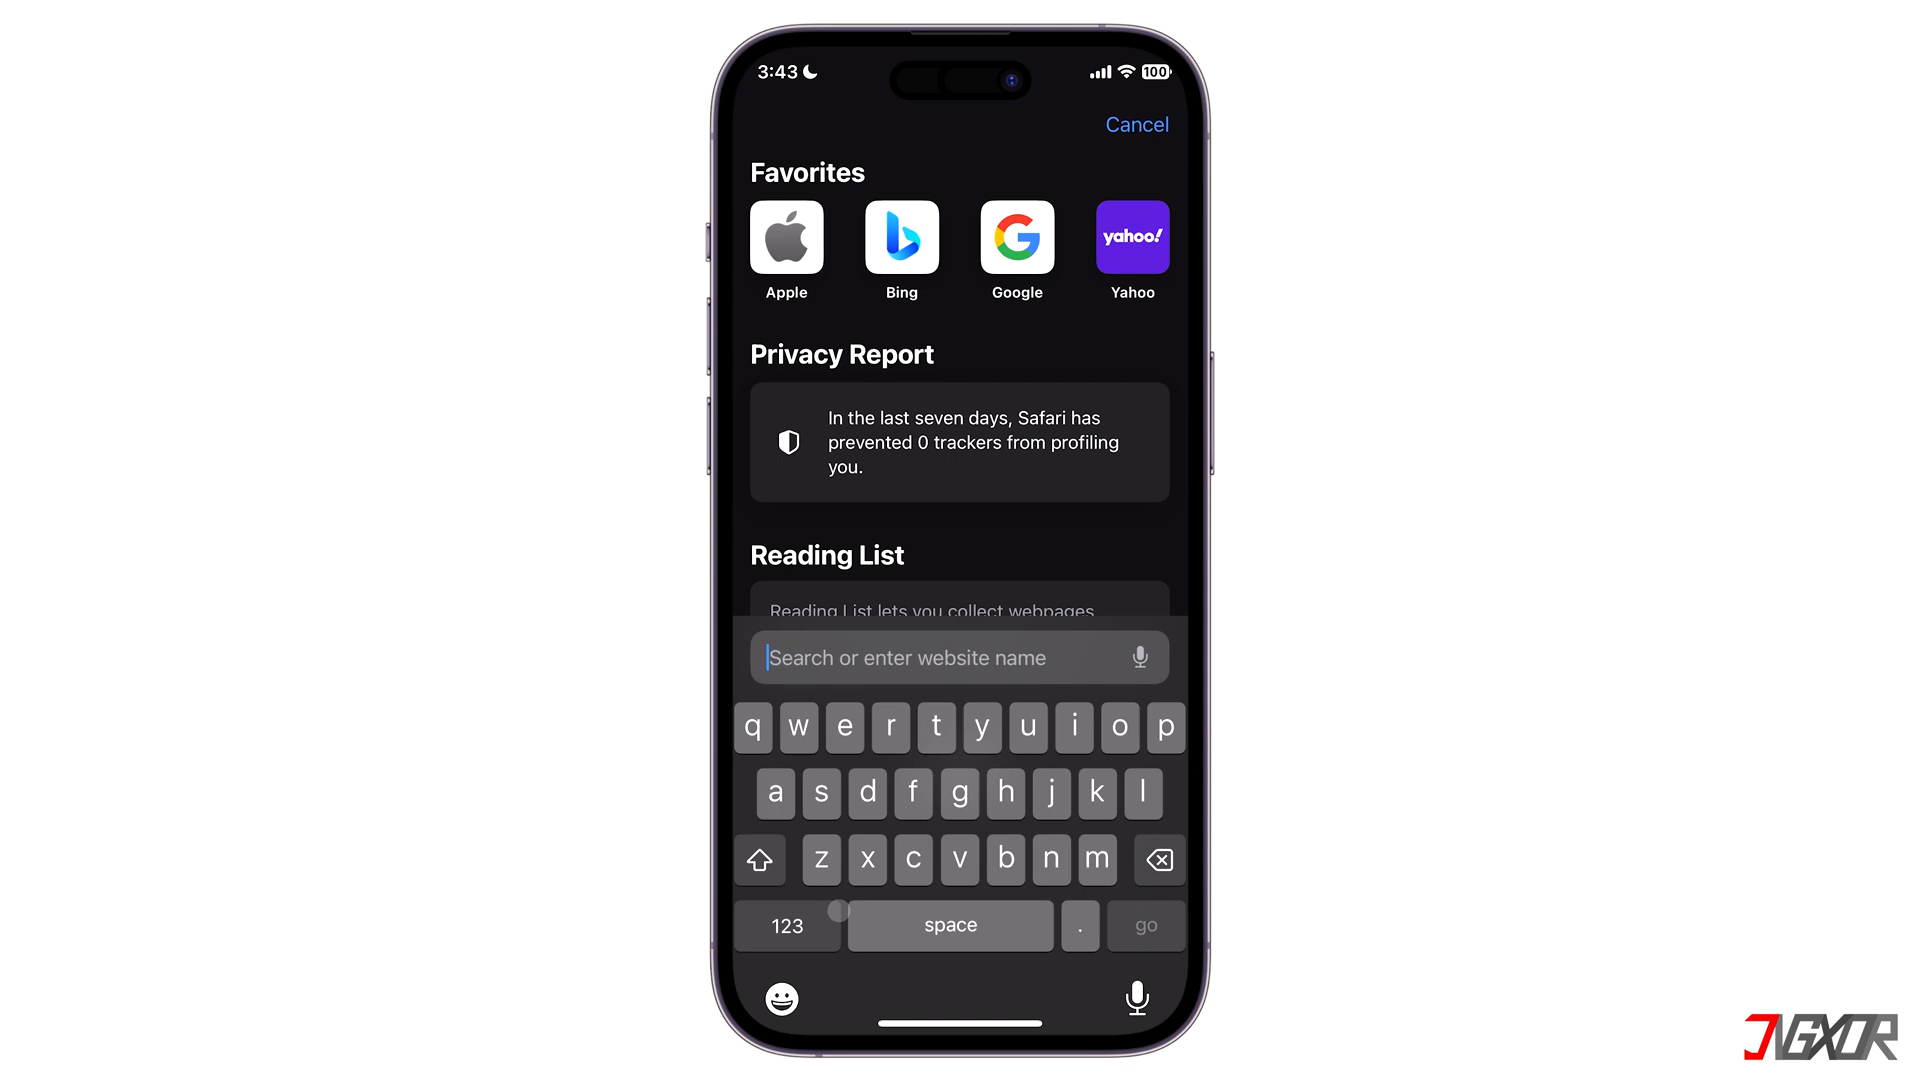 3:43
100
Cancel
Favorites
yahoo!
Apple
Bing
Google
Yahoo
Privacy Report
In the last seven days, Safari has
prevented 0 trackers from profiling
you.
Reading List
Reading List lets you collect webpages
Search or enter website name
q w e r t y u i o p
a s d f g h j k l
z x c v b n m
123 space . go
JVGXOR